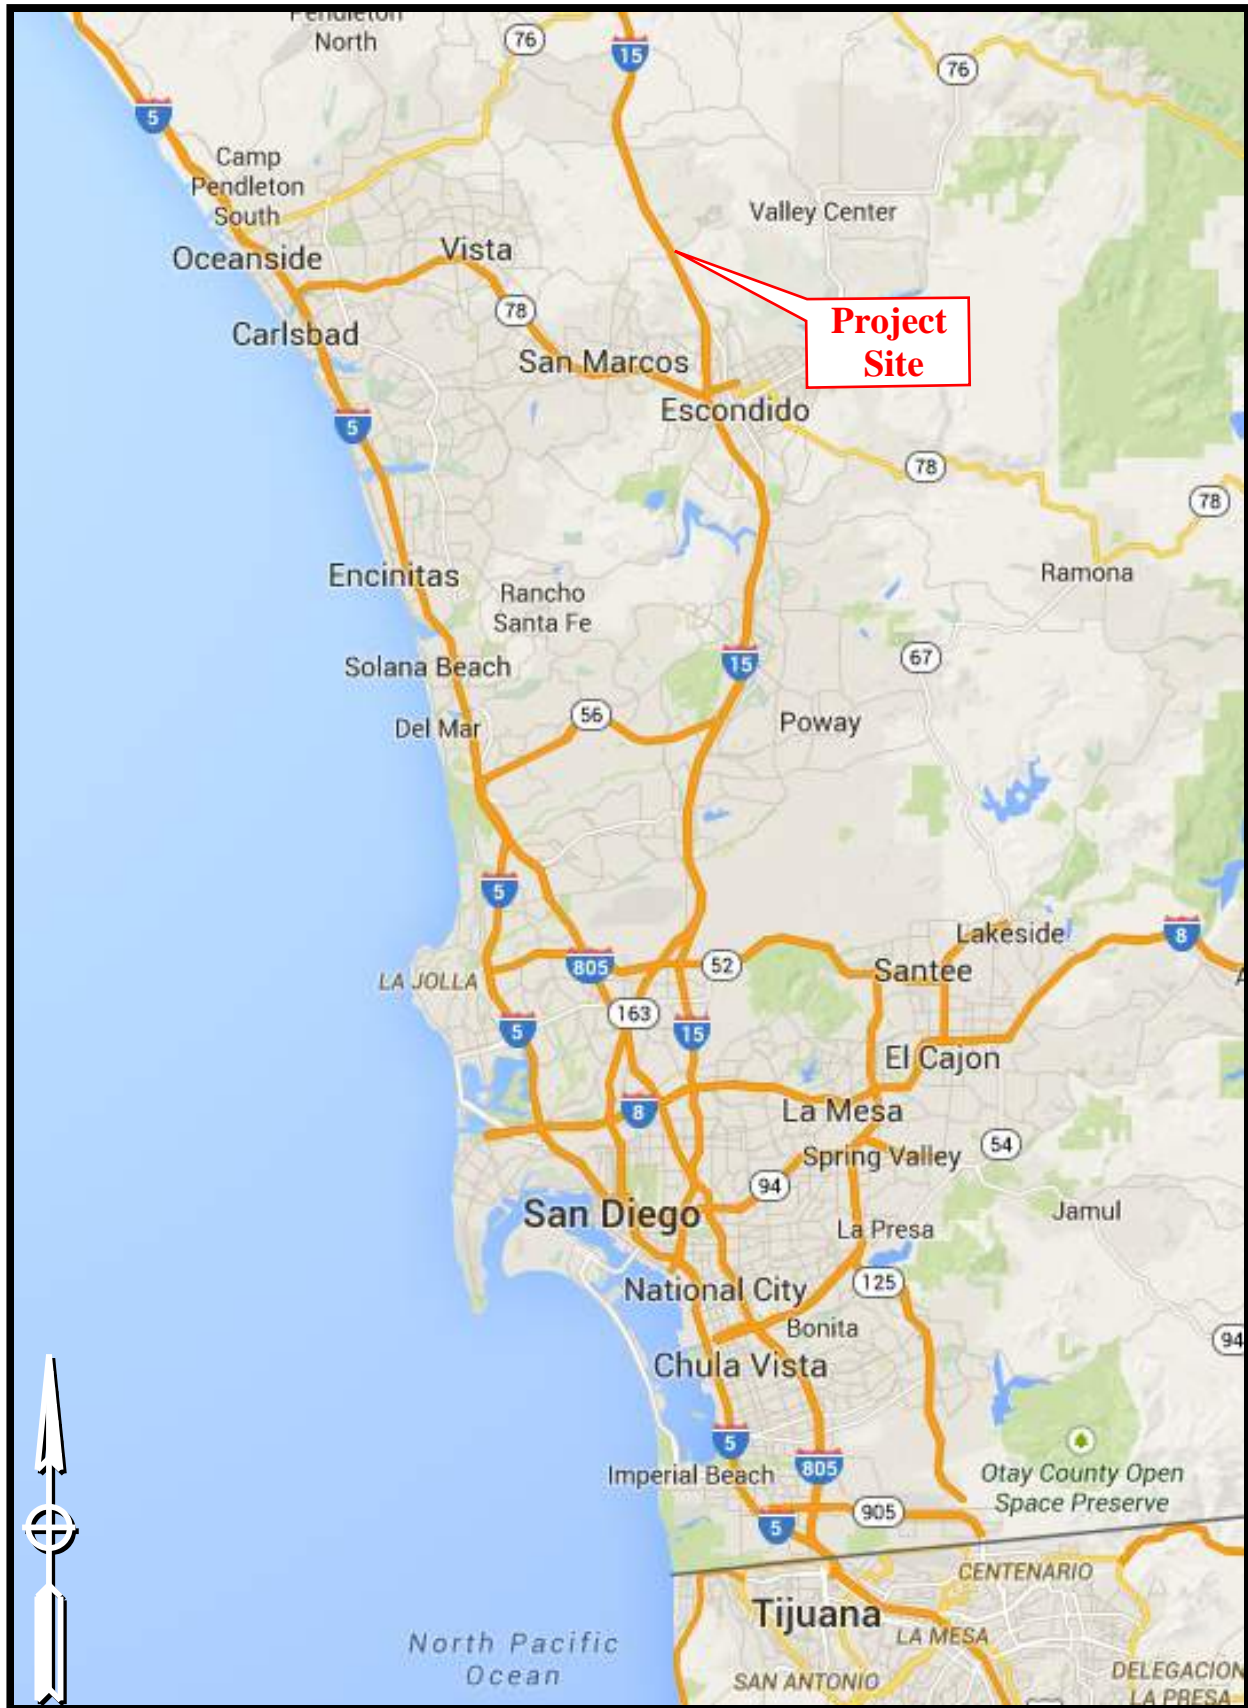 Pendleton
North
76
15
76
5
Camp
Pendleton
South
Valley Center
Oceanside
Vista
78
Project
Site
Carlsbad
San Marcos
Escondido
5
78
78
Ramona
Encinitas
Rancho
Santa Fe
67
15
Solana Beach
56
Del Mar
Poway
5
Lakeside
8
805
52
Santee
LA JOLLA
163
5
15
El Cajon
8
La Mesa
54
Spring Valley
94
San Diego
Jamul
La Presa
National City
125
Bonita
94
Chula Vista
5
805
Imperial Beach
Otay County Open
Space Preserve
905
5
CENTENARIO
Tijuana
LA MESA
North Pacific
Ocean
SAN ANTONIO
DELEGACION
LA PRESA